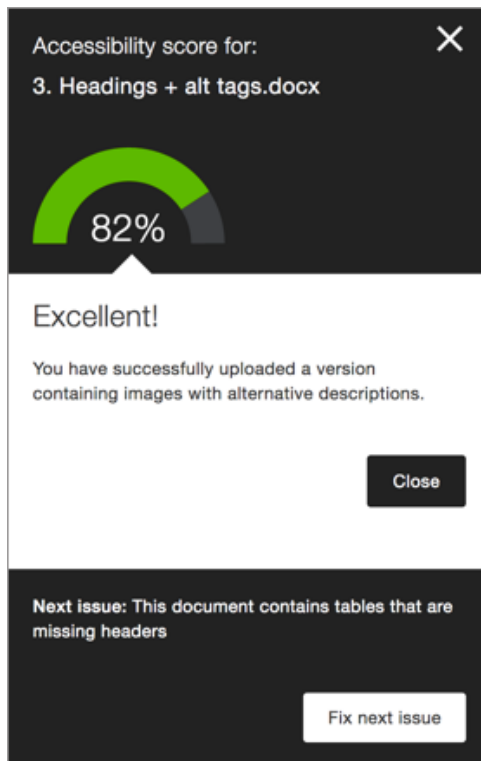 Accessibility score for:
3. Headings + alt tags.docx
82%
Excellent!
You have successfully uploaded a version
containing images with alternative descriptions.
Close
Next issue: This document contains tables that are
missing headers
Fix next issue